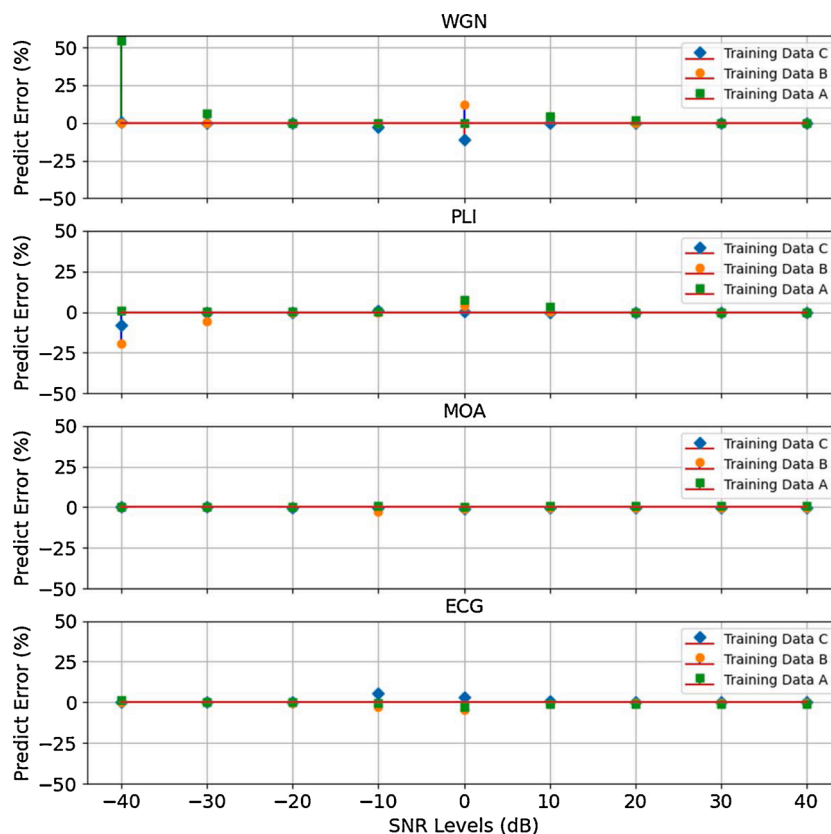 WGN
Predict Error (%)
50
25
0
−25
−50
Training Data C
Training Data B
Training Data A
PLI
Predict Error (%)
50
25
0
−25
−50
Training Data C
Training Data B
Training Data A
MOA
Predict Error (%)
50
25
0
−25
−50
Training Data C
Training Data B
Training Data A
ECG
Predict Error (%)
50
25
0
−25
−50
Training Data C
Training Data B
Training Data A
−40 −30 −20 −10 0 10 20 30 40
SNR Levels (dB)